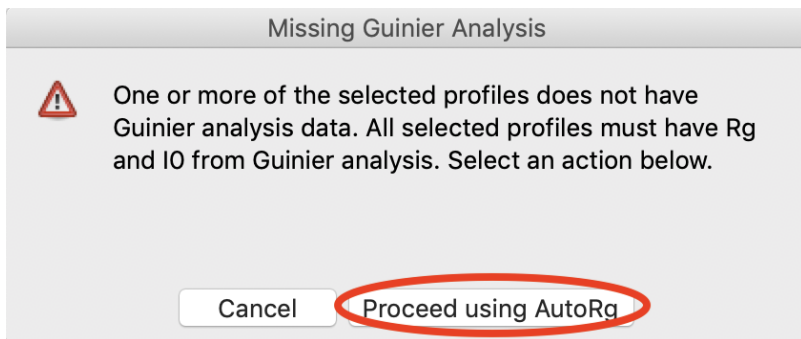 Missing Guinier Analysis
One or more of the selected profiles does not have
Guinier analysis data. All selected profiles must have Rg
and I0 from Guinier analysis. Select an action below.
Cancel
Proceed using AutoRg